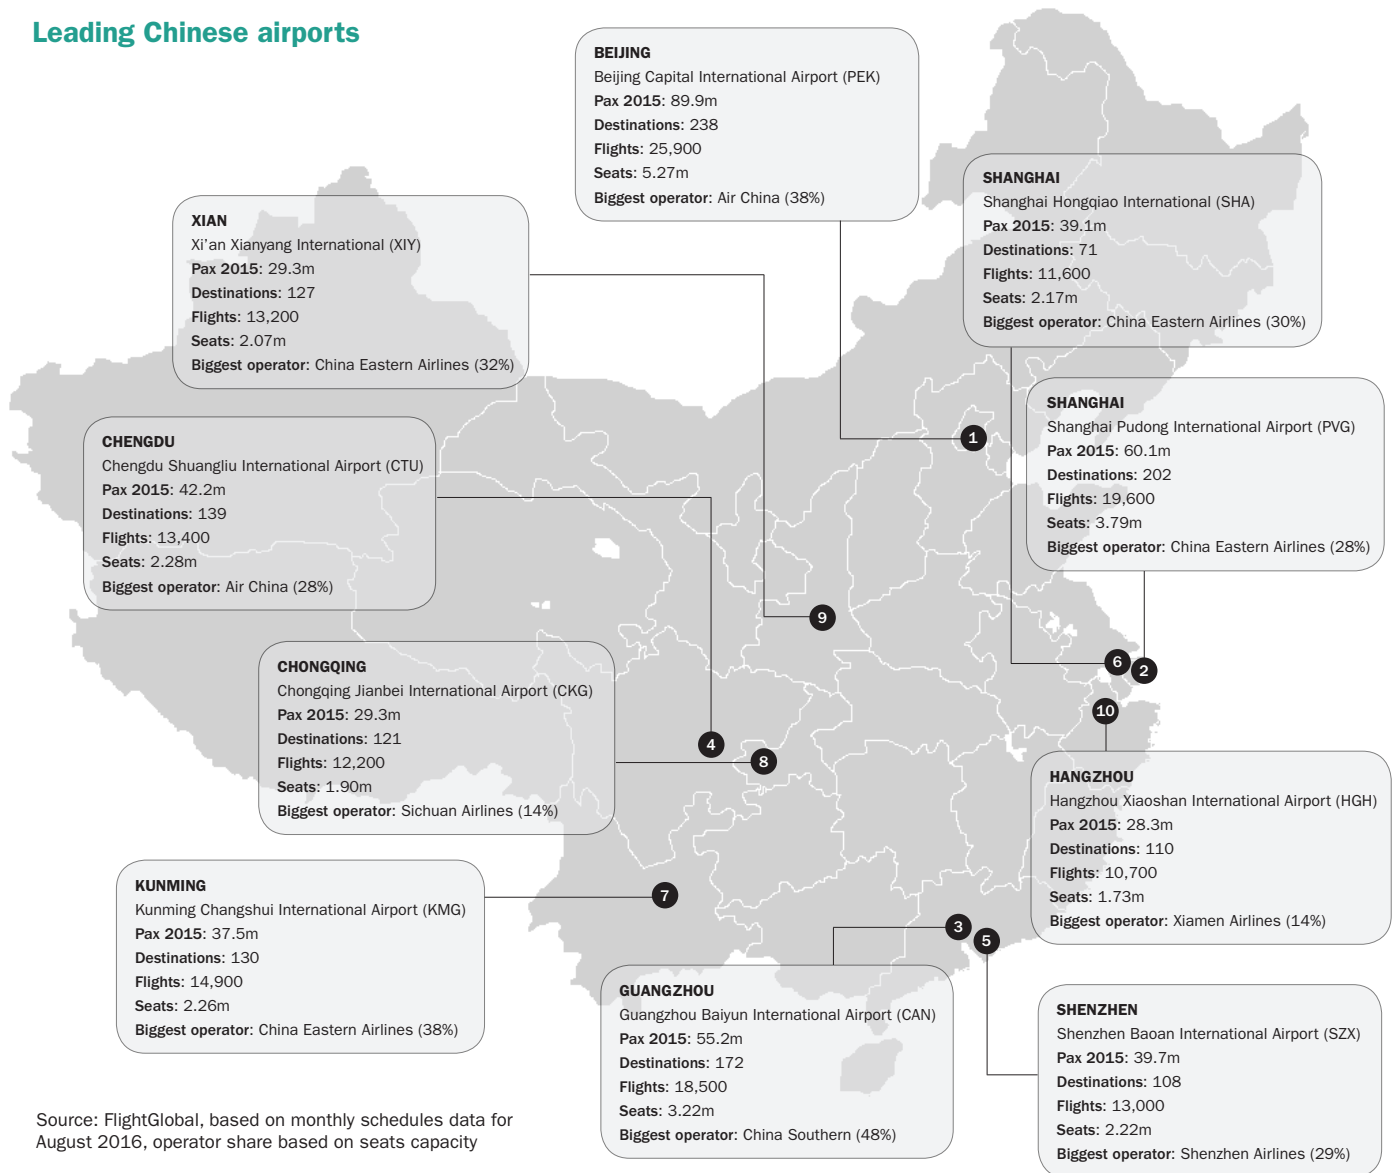 Leading Chinese airports
BEIJING
Beijing Capital International Airport (PEK)
Pax 2015: 89.9m
Destinations: 238
Flights: 25,900
Seats: 5.27m
Biggest operator: Air China (38%)
SHANGHAI
Shanghai Hongqiao International (SHA)
Pax 2015: 39.1m
Destinations: 71
Flights: 11,600
Seats: 2.17m
Biggest operator: China Eastern Airlines (30%)
XIAN
Xi'an Xianyang International (XIY)
Pax 2015: 29.3m
Destinations: 127
Flights: 13,200
Seats: 2.07m
Biggest operator: China Eastern Airlines (32%)
SHANGHAI
Shanghai Pudong International Airport (PVG)
Pax 2015: 60.1m
Destinations: 202
Flights: 19,600
Seats: 3.79m
Biggest operator: China Eastern Airlines (28%)
CHENGDU
Chengdu Shuangliu International Airport (CTU)
Pax 2015: 42.2m
Destinations: 139
Flights: 13,400
Seats: 2.28m
Biggest operator: Air China (28%)
1
9
6
2
10
4
8
7
3
5
CHONGQING
Chongqing Jianbei International Airport (CKG)
Pax 2015: 29.3m
Destinations: 121
Flights: 12,200
Seats: 1.90m
Biggest operator: Sichuan Airlines (14%)
HANGZHOU
Hangzhou Xiaoshan International Airport (HGH)
Pax 2015: 28.3m
Destinations: 110
Flights: 10,700
Seats: 1.73m
Biggest operator: Xiamen Airlines (14%)
KUNMING
Kunming Changshui International Airport (KMG)
Pax 2015: 37.5m
Destinations: 130
Flights: 14,900
Seats: 2.26m
Biggest operator: China Eastern Airlines (38%)
GUANGZHOU
Guangzhou Baiyun International Airport (CAN)
Pax 2015: 55.2m
Destinations: 172
Flights: 18,500
Seats: 3.22m
Biggest operator: China Southern (48%)
SHENZHEN
Shenzhen Baoan International Airport (SZX)
Pax 2015: 39.7m
Destinations: 108
Flights: 13,000
Seats: 2.22m
Biggest operator: Shenzhen Airlines (29%)
Source: FlightGlobal, based on monthly schedules data for
August 2016, operator share based on seats capacity